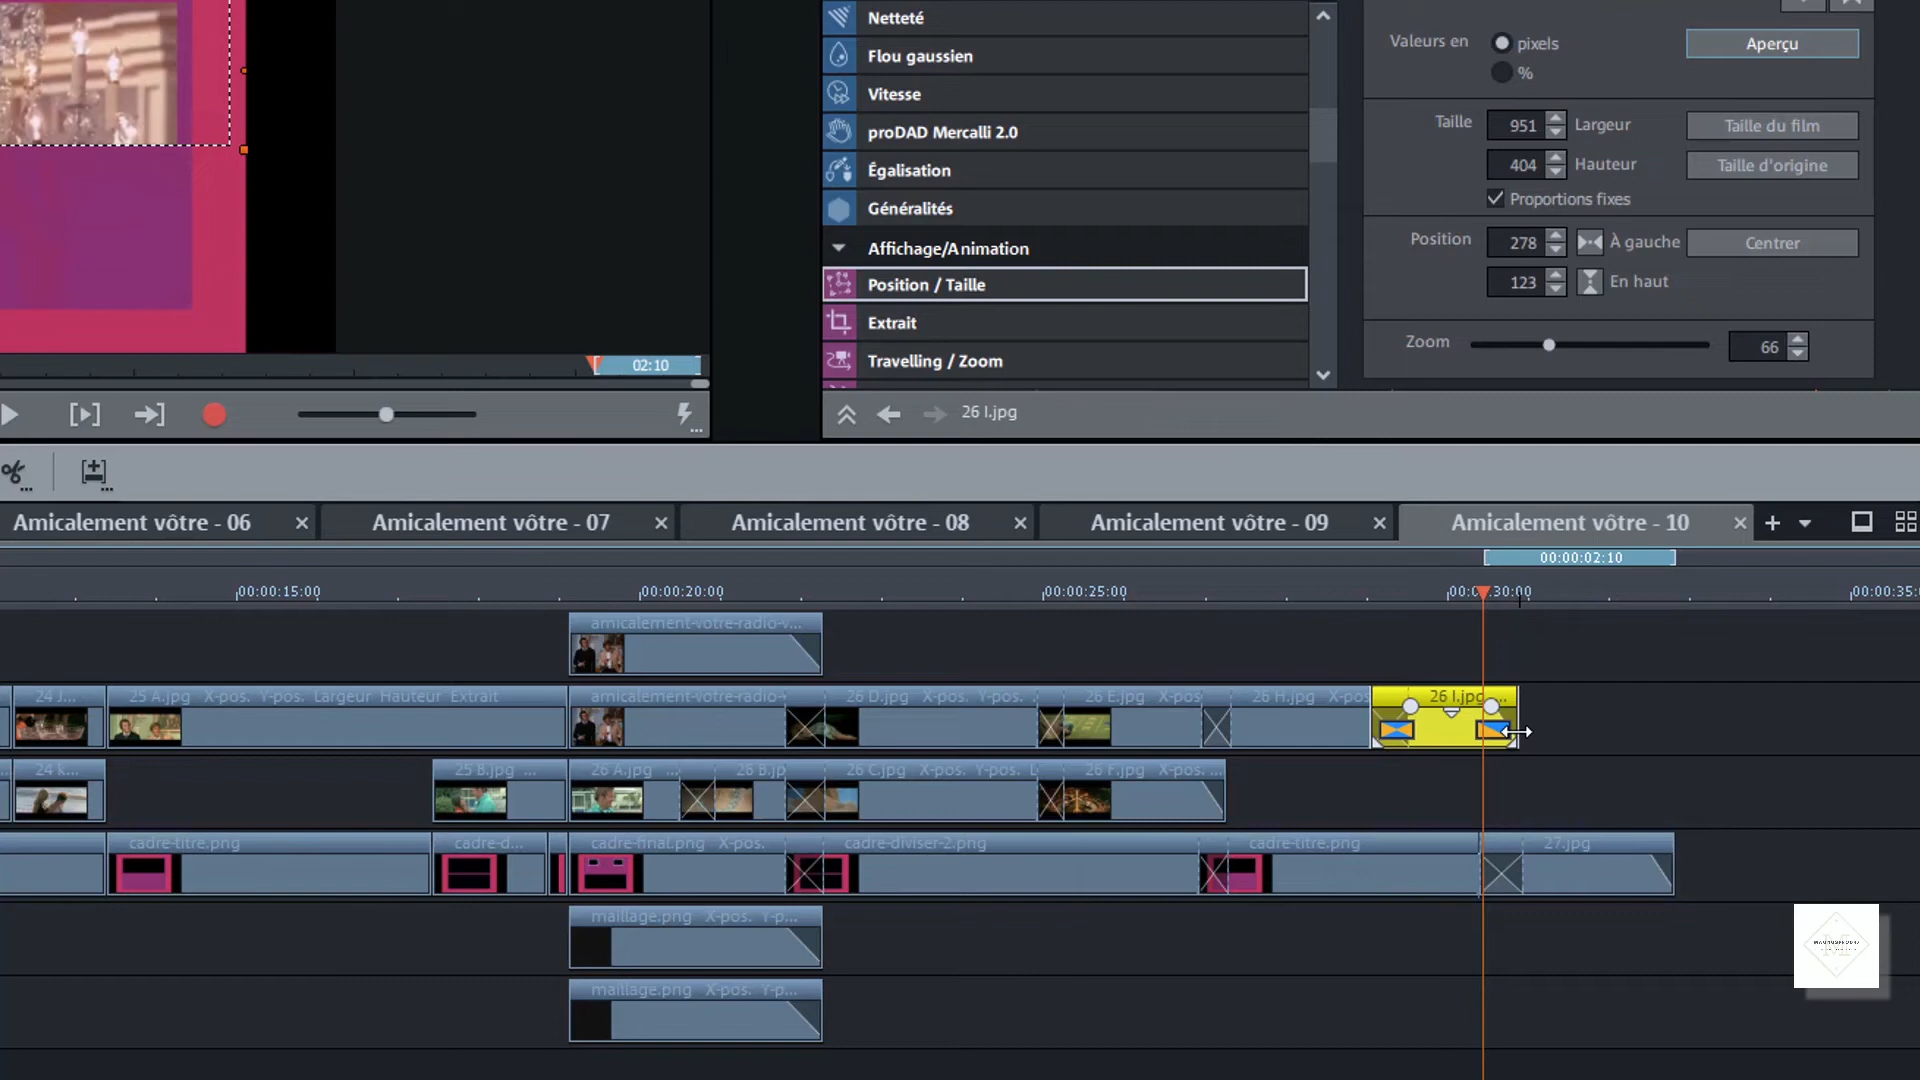 Netteté
Flou gaussien
Vitesse
proDAD Mercalli 2.0
Égalisation
Généralités
Affichage/Animation
Position / Taille
Extrait
Travelling / Zoom
26 I.jpg
Valeurs en
pixels
%
Aperçu
Taille
951
Largeur
Taille du film
404
Hauteur
Taille d'origine
Proportions fixes
Position
278
À gauche
Centrer
123
En haut
Zoom
66
02:10
Amicalement vôtre - 06
Amicalement vôtre - 07
Amicalement vôtre - 08
Amicalement vôtre - 09
Amicalement vôtre - 10
00:00:02:10
00:00:15:00
00:00:20:00
00:00:25:00
00:00:30:00
00:00:35:
amicalement-votre-radio-v...
24 J...
25 A.jpg X-pos. Y-pos. Largeur Hauteur Extrait
amicalement-votre-radio-v
26 D.jpg X-pos. Y-pos.
26 E.jpg X-pos
26 H.jpg X-pos
26 I.jpg ...
24 k...
25 B.jpg ...
26 A.jpg ...
26 B.jp
26 C.jpg X-pos. Y-pos. L
26 F.jpg X-pos. ...
cadre-titre.png
cadre-d...
cadre-final.png X-pos.
cadre-diviser-2.png
cadre-titre.png
27.jpg
maillage.png X-pos. Y-p...
maillage.png X-pos. Y-p...